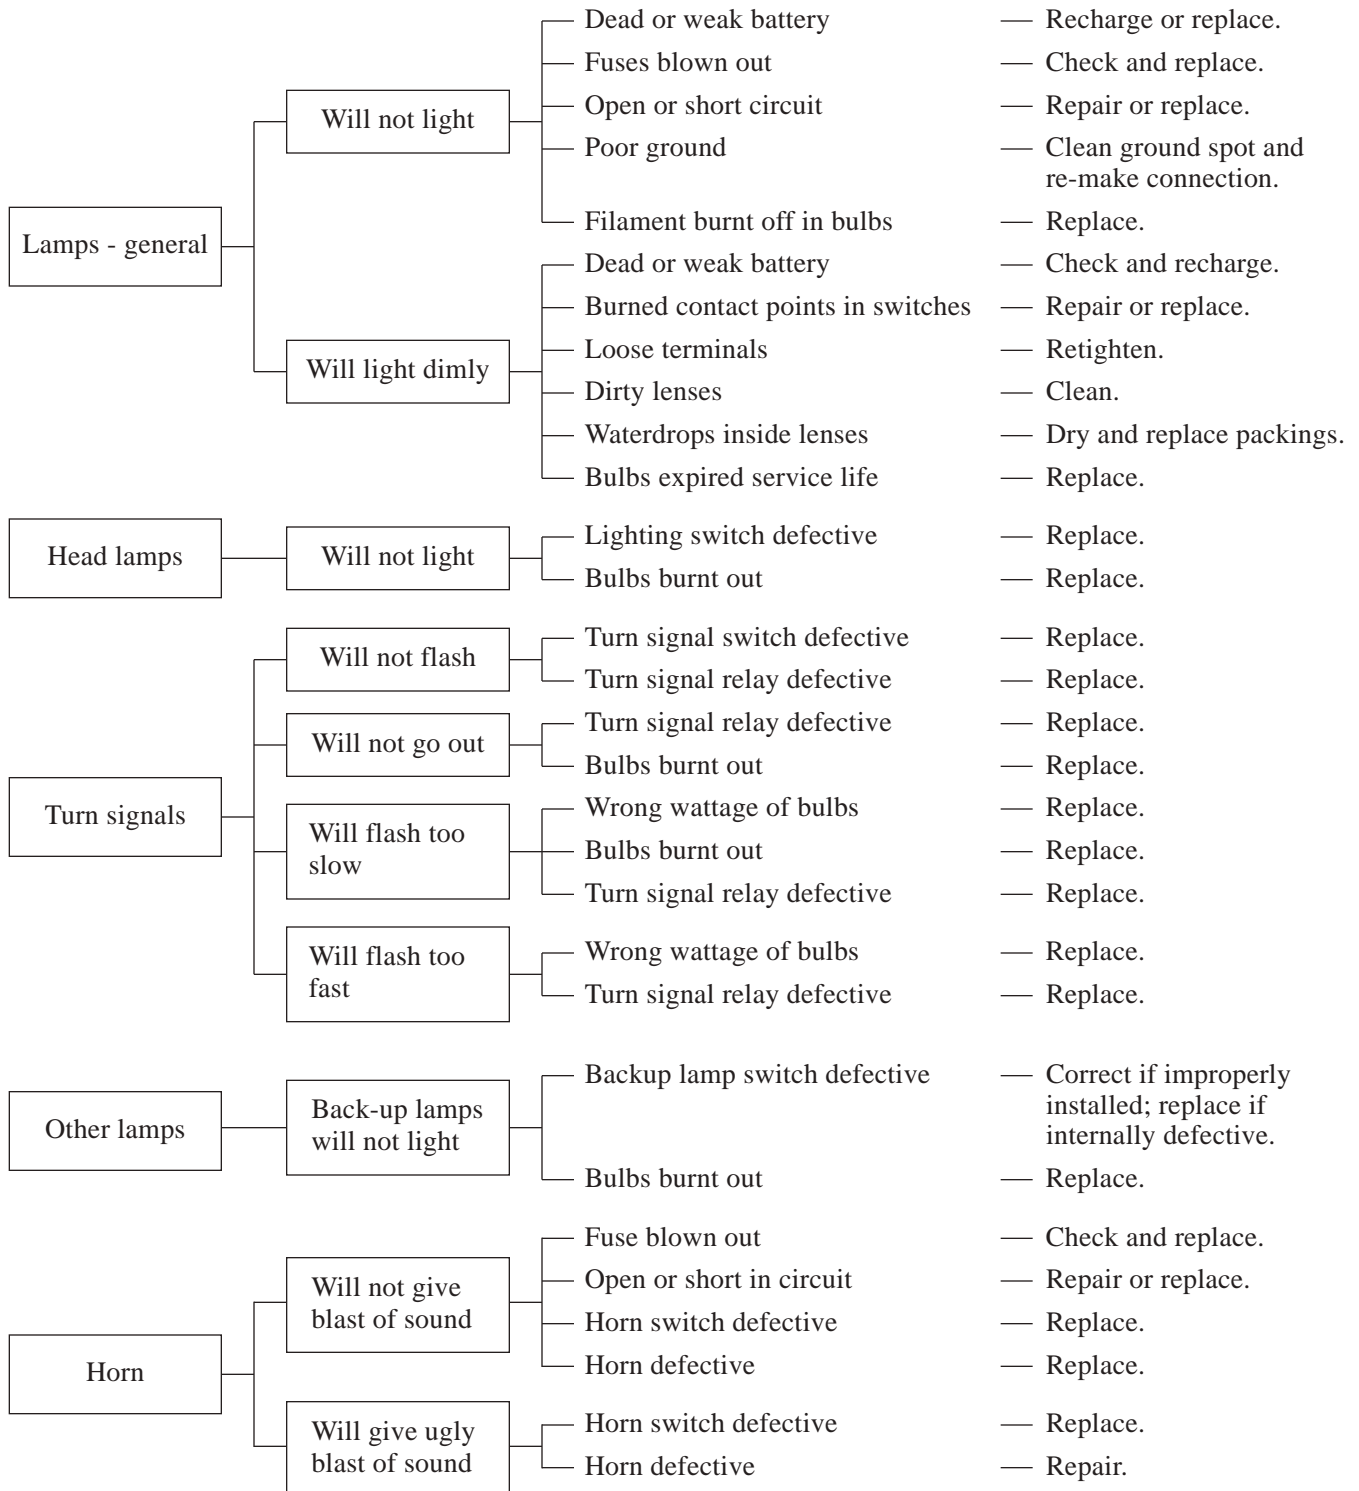 Lamps - general
Will not light
Dead or weak battery — Recharge or replace.
Fuses blown out — Check and replace.
Open or short circuit — Repair or replace.
Poor ground — Clean ground spot and
re-make connection.
Filament burnt off in bulbs — Replace.
Will light dimly
Dead or weak battery — Check and recharge.
Burned contact points in switches — Repair or replace.
Loose terminals — Retighten.
Dirty lenses — Clean.
Waterdrops inside lenses — Dry and replace packings.
Bulbs expired service life — Replace.
Head lamps
Will not light
Lighting switch defective — Replace.
Bulbs burnt out — Replace.
Turn signals
Will not flash
Turn signal switch defective — Replace.
Turn signal relay defective — Replace.
Will not go out
Turn signal relay defective — Replace.
Bulbs burnt out — Replace.
Will flash too
slow
Wrong wattage of bulbs — Replace.
Bulbs burnt out — Replace.
Turn signal relay defective — Replace.
Will flash too
fast
Wrong wattage of bulbs — Replace.
Turn signal relay defective — Replace.
Other lamps
Back-up lamps
will not light
Backup lamp switch defective — Correct if improperly
installed; replace if
internally defective.
Bulbs burnt out — Replace.
Horn
Will not give
blast of sound
Fuse blown out — Check and replace.
Open or short in circuit — Repair or replace.
Horn switch defective — Replace.
Horn defective — Replace.
Will give ugly
blast of sound
Horn switch defective — Replace.
Horn defective — Repair.